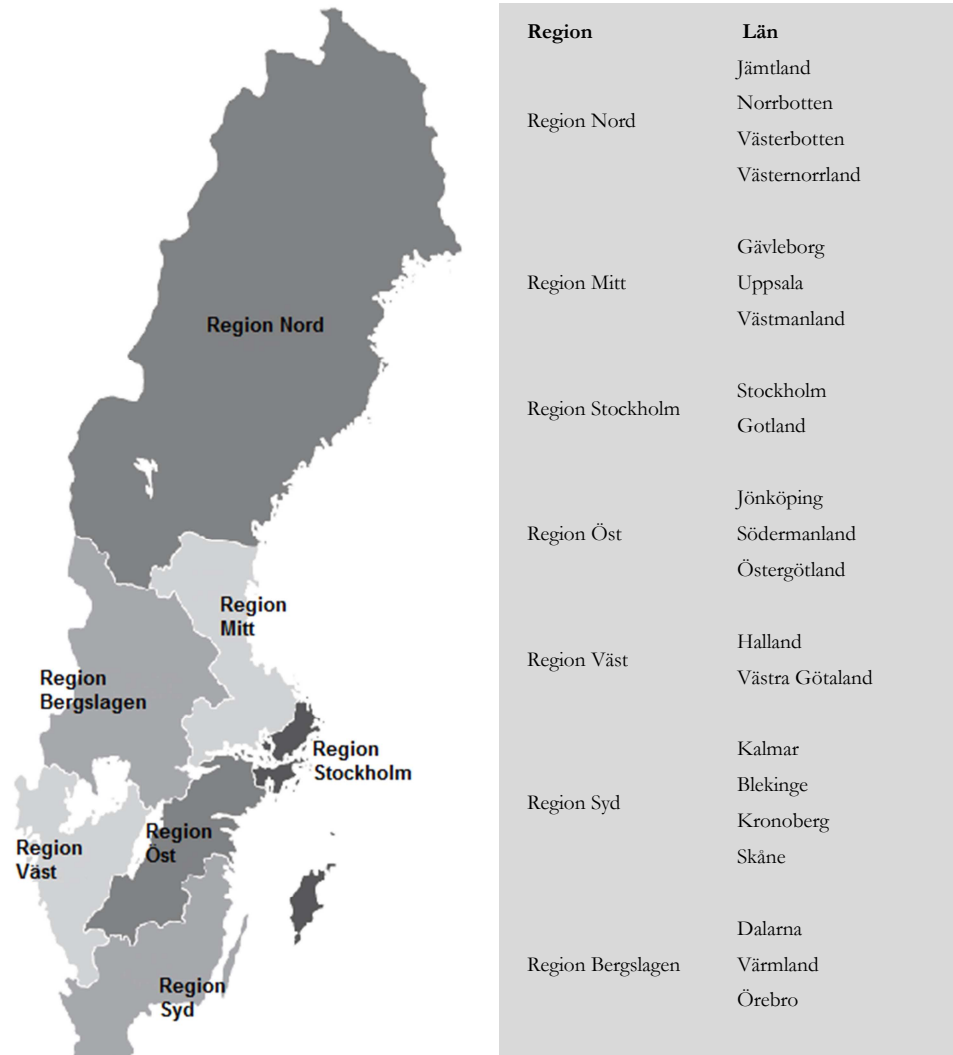 Region Nord
Region
Mitt
Region
Bergslagen
Region
Stockholm
Region
Öst
Region
Väst
Region
Syd
Region Län
Jämtland
Norrbotten
Region Nord
Västerbotten
Västernorrland
Gävleborg
Region Mitt Uppsala
Västmanland
Stockholm
Region Stockholm
Gotland
Jönköping
Region Öst Södermanland
Östergötland
Halland
Region Väst
Västra Götaland
Kalmar
Blekinge
Region Syd
Kronoberg
Skåne
Dalarna
Region Bergslagen Värmland
Örebro